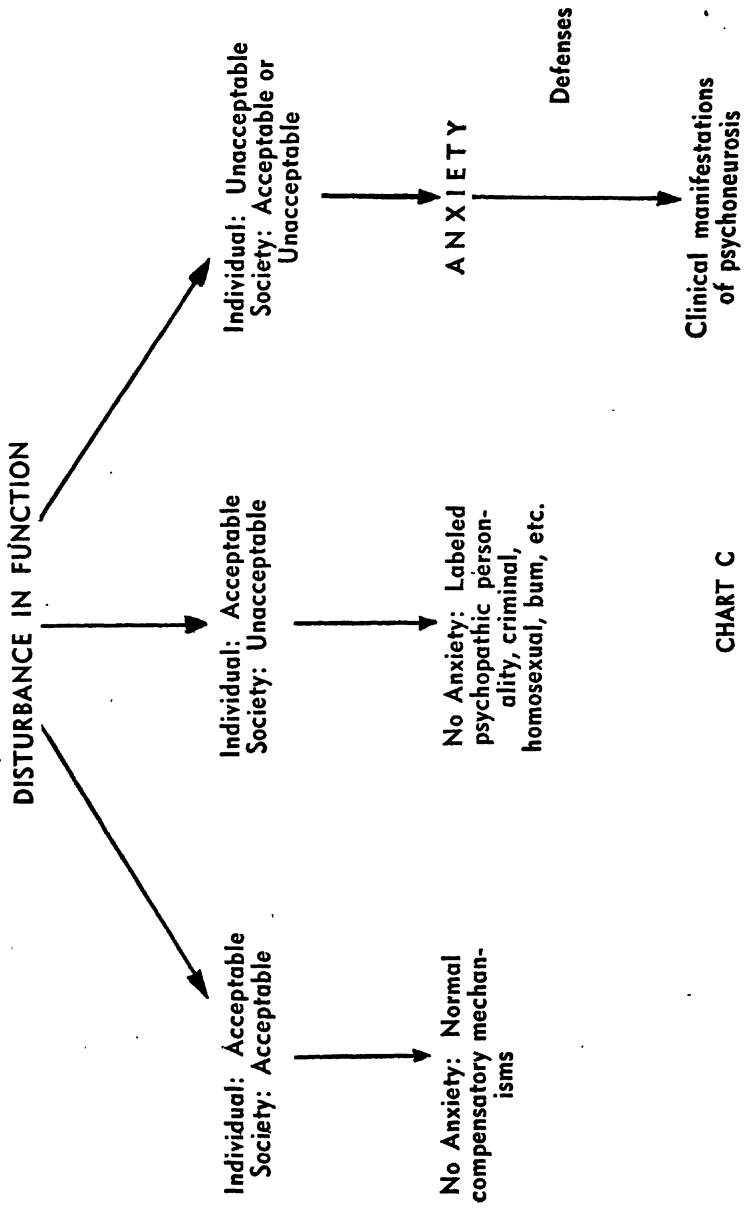 DISTURBANCE IN FUNCTION
Individual: Acceptable
Society: Acceptable
No Anxiety: Normal
compensatory mechan-
isms
Individual: Acceptable
Society: Unacceptable
No Anxiety: Labeled
psychopathic person-
ality, criminal,
homosexual, bum, etc.
Individual: Unacceptable
Society: Acceptable or
Unacceptable
ANXIETY
Defenses
Clinical manifestations
of psychoneurosis
CHART C